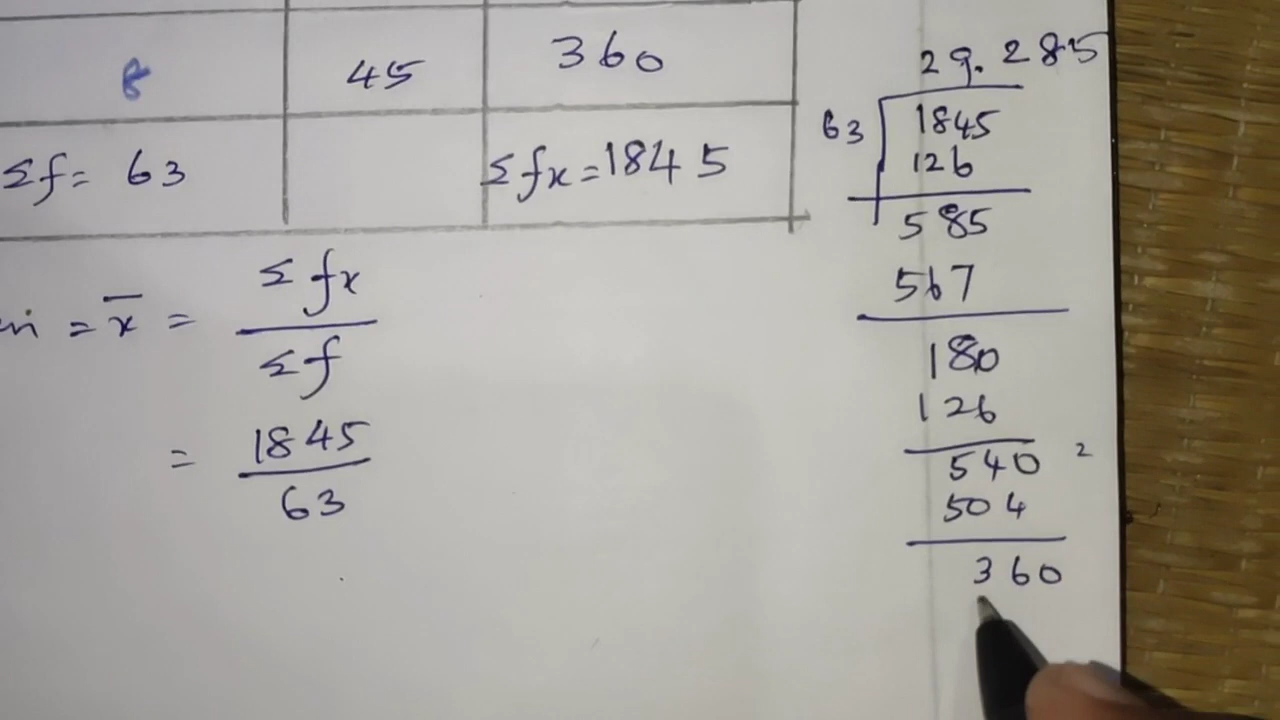 8 45 360
Σf = 63 Σfx = 1845
= x̄ = Σfx / Σf
= 1845 / 63
29.285
63 1845
126
585
567
180
126
540 2
504
360